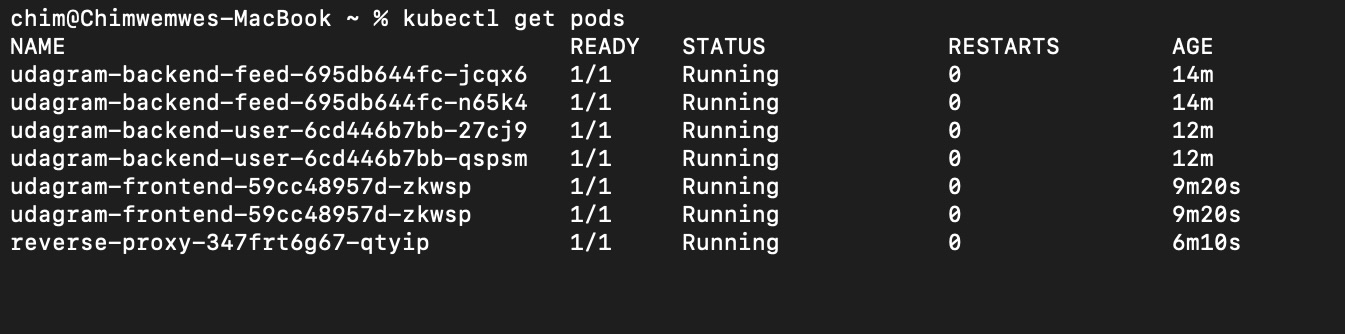 chim@Chimwemwes-MacBook ~ % kubectl get pods
NAME READY STATUS RESTARTS AGE
udagram-backend-feed-695db644fc-jcqx6 1/1 Running 0 14m
udagram-backend-feed-695db644fc-n65k4 1/1 Running 0 14m
udagram-backend-user-6cd446b7bb-27cj9 1/1 Running 0 12m
udagram-backend-user-6cd446b7bb-qspsm 1/1 Running 0 12m
udagram-frontend-59cc48957d-zkwsp 1/1 Running 0 9m20s
udagram-frontend-59cc48957d-zkwsp 1/1 Running 0 9m20s
reverse-proxy-347frt6g67-qtyip 1/1 Running 0 6m10s